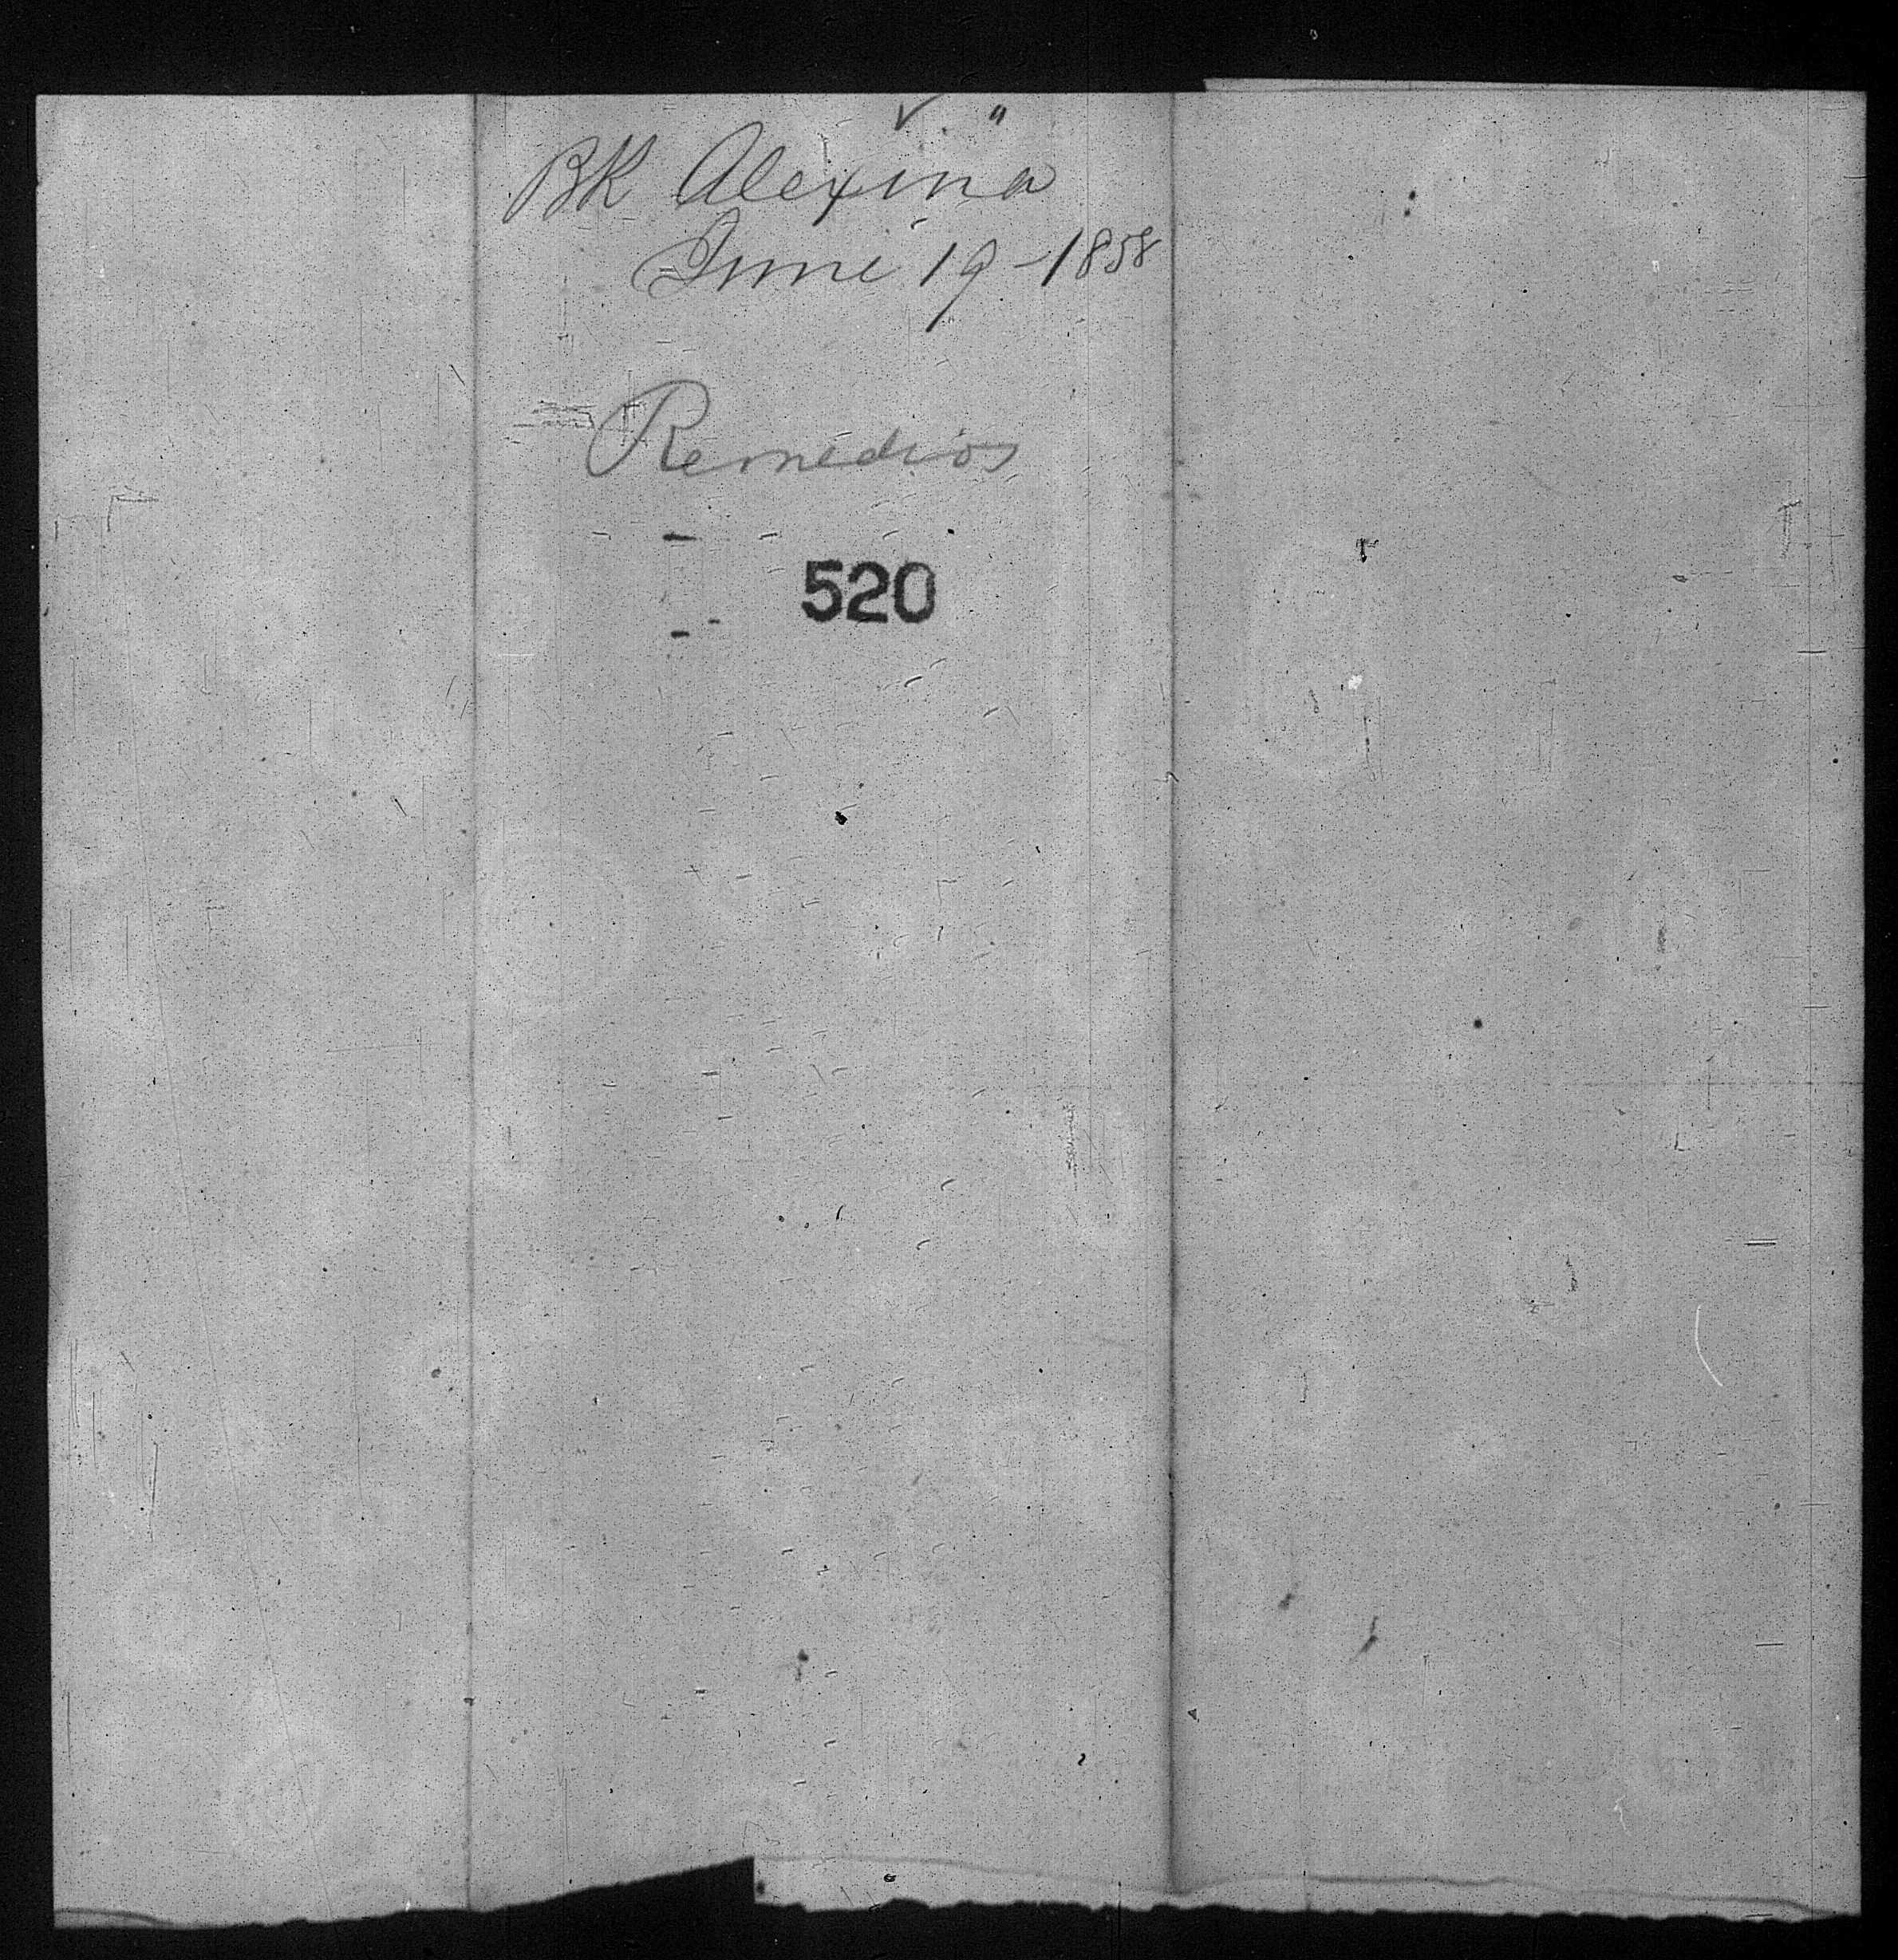 BK Alexina
June 19-1858
Remedios
520